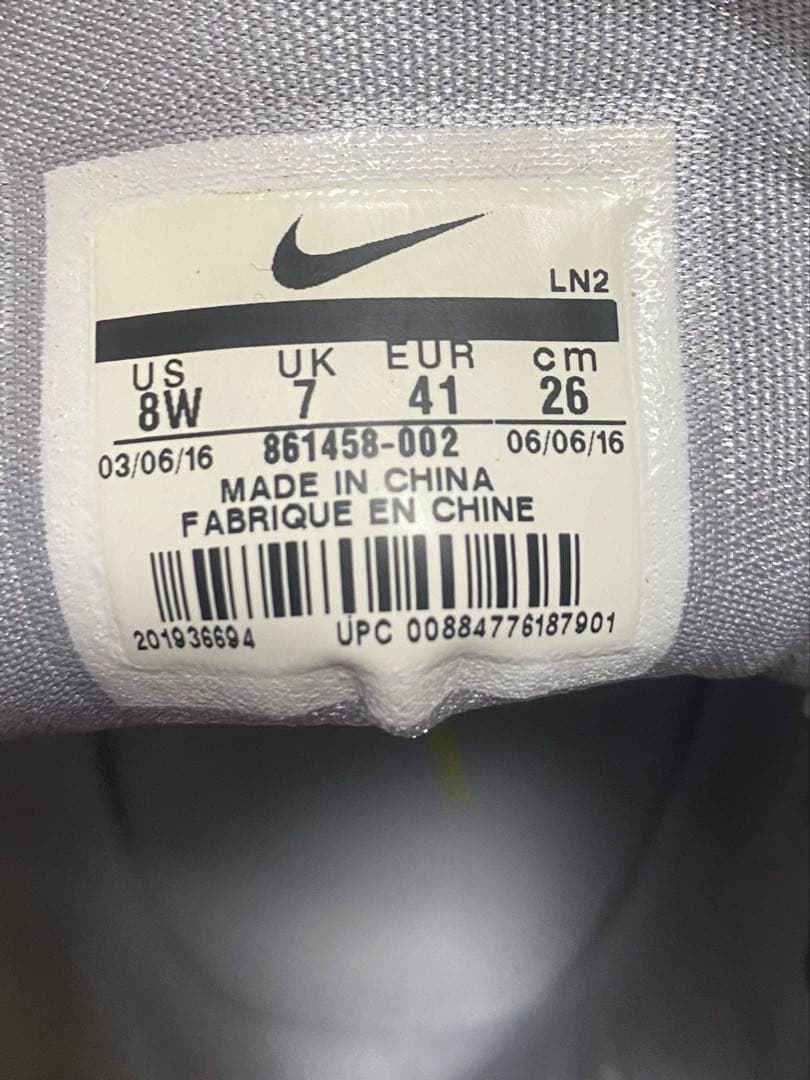 LN2
US UK EUR cm
8W 7 41 26
03/06/16 861458-002 06/06/16
MADE IN CHINA
FABRIQUE EN CHINE
201936694 UPC 00884776187901